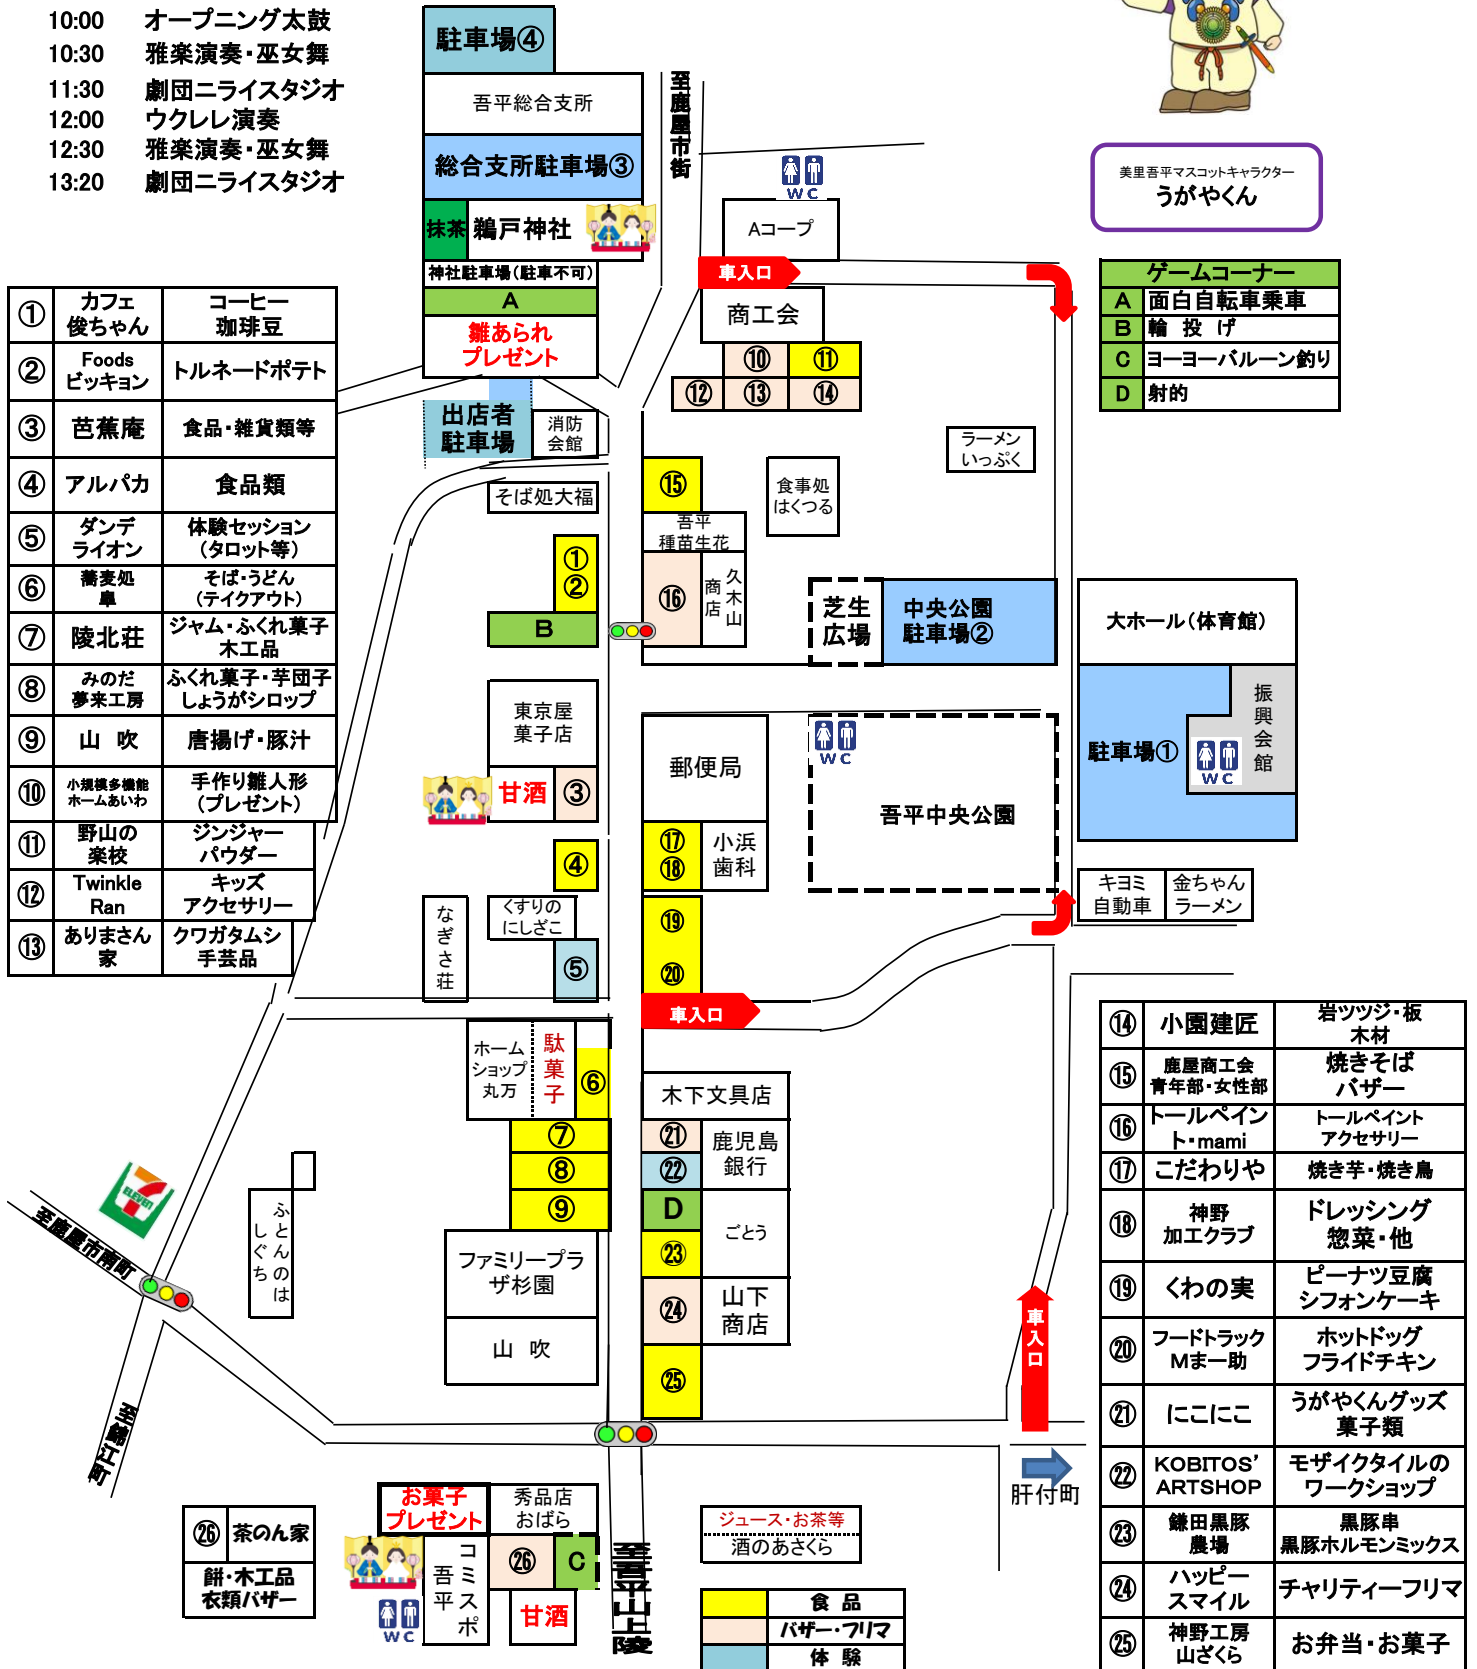 10:00 オープニング太鼓
10:30 雅楽演奏・巫女舞
11:30 劇団ニライスタジオ
12:00 ウクレレ演奏
12:30 雅楽演奏・巫女舞
13:20 劇団ニライスタジオ
駐車場④
吾平総合支所
総合支所駐車場③
抹茶 鵜戸神社
神社駐車場(駐車不可)
A
雛あられ
プレゼント
至鹿屋市街
WC
Aコープ
車入口
商工会
⑩ ⑪
⑫ ⑬ ⑭
美里吾平マスコットキャラクター
うがやくん
ゲームコーナー
A 面白自転車乗車
B 輪 投 げ
C ヨーヨーバルーン釣り
D 射的
① カフェ
俊ちゃん
コーヒー
珈琲豆
② Foods
ビッキョン
トルネードポテト
③ 芭蕉庵 食品・雑貨類等
④ アルパカ 食品類
⑤ ダンデ
ライオン
体験セッション
(タロット等)
⑥ 蕎麦処
皐
そば・うどん
(テイクアウト)
⑦ 陵北荘
ジャム・ふくれ菓子
木工品
⑧ みのだ
夢来工房
ふくれ菓子・芋団子
しょうがシロップ
⑨ 山 吹 唐揚げ・豚汁
⑩ 小規模多機能
ホームあいわ
手作り雛人形
(プレゼント)
⑪ 野山の
楽校
ジンジャー
パウダー
⑫ Twinkle
Ran
キッズ
アクセサリー
⑬ ありまさん
家
クワガタムシ
手芸品
出店者
駐車場
消防
会館
そば処大福
①
②
B
⑮
吾平
種苗生花
⑯
久木山
商店
食事処
はくつる
ラーメン
いっぷく
芝生
広場
中央公園
駐車場②
大ホール(体育館)
駐車場①
振興会館
WC
東京屋
菓子店
甘酒 ③
④
くすりの
にしざこ
⑤
なぎさ荘
郵便局
⑰
⑱
小浜
歯科
⑲
⑳
WC
吾平中央公園
キヨミ
自動車
金ちゃん
ラーメン
車入口
ホーム
ショップ
丸万
駄菓子
⑥
⑦
⑧
⑨
ファミリープラ
ザ杉園
山 吹
木下文具店
㉑
㉒
鹿児島
銀行
D
㉓
ごとう
㉔
山下
商店
㉕
ふとんのは
しぐち
7
ELEVEN
至鹿屋市南町
至錦江町
車入口
肝付町
⑭ 小園建匠
岩ツツジ・板
木材
⑮ 鹿屋商工会
青年部・女性部
焼きそば
バザー
⑯ トールペイン
ト・mami
トールペイント
アクセサリー
⑰ こだわりや 焼き芋・焼き鳥
⑱ 神野
加工クラブ
ドレッシング
惣菜・他
⑲ くわの実
ピーナツ豆腐
シフォンケーキ
⑳ フードトラック
Mまー助
ホットドッグ
フライドチキン
㉑ にこにこ
うがやくんグッズ
菓子類
㉒ KOBITOS’
ARTSHOP
モザイクタイルの
ワークショップ
㉓ 鎌田黒豚
農場
黒豚串
黒豚ホルモンミックス
㉔ ハッピー
スマイル
チャリティーフリマ
㉕ 神野工房
山ざくら
お弁当・お菓子
㉖ 茶のん家
餅・木工品
衣類バザー
お菓子
プレゼント
秀品店
おばら
コミスポ
吾平
㉖ C
甘酒
WC
至吾平山上陵
ジュース・お茶等
酒のあさくら
食 品
バザー・フリマ
体 験